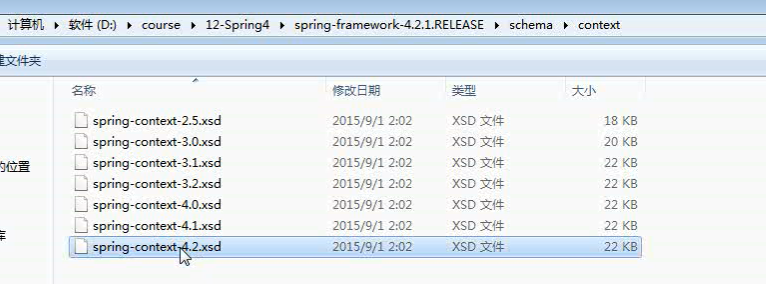 计算机 ▸ 软件 (D:) ▸ course ▸ 12-Spring4 ▸ spring-framework-4.2.1.RELEASE ▸ schema ▸ context
建文件夹
名称 修改日期 类型 大小
spring-context-2.5.xsd 2015/9/1 2:02 XSD 文件 18 KB
spring-context-3.0.xsd 2015/9/1 2:02 XSD 文件 20 KB
spring-context-3.1.xsd 2015/9/1 2:02 XSD 文件 22 KB
的位置
spring-context-3.2.xsd 2015/9/1 2:02 XSD 文件 22 KB
spring-context-4.0.xsd 2015/9/1 2:02 XSD 文件 22 KB
spring-context-4.1.xsd 2015/9/1 2:02 XSD 文件 22 KB
库
spring-context-4.2.xsd 2015/9/1 2:02 XSD 文件 22 KB